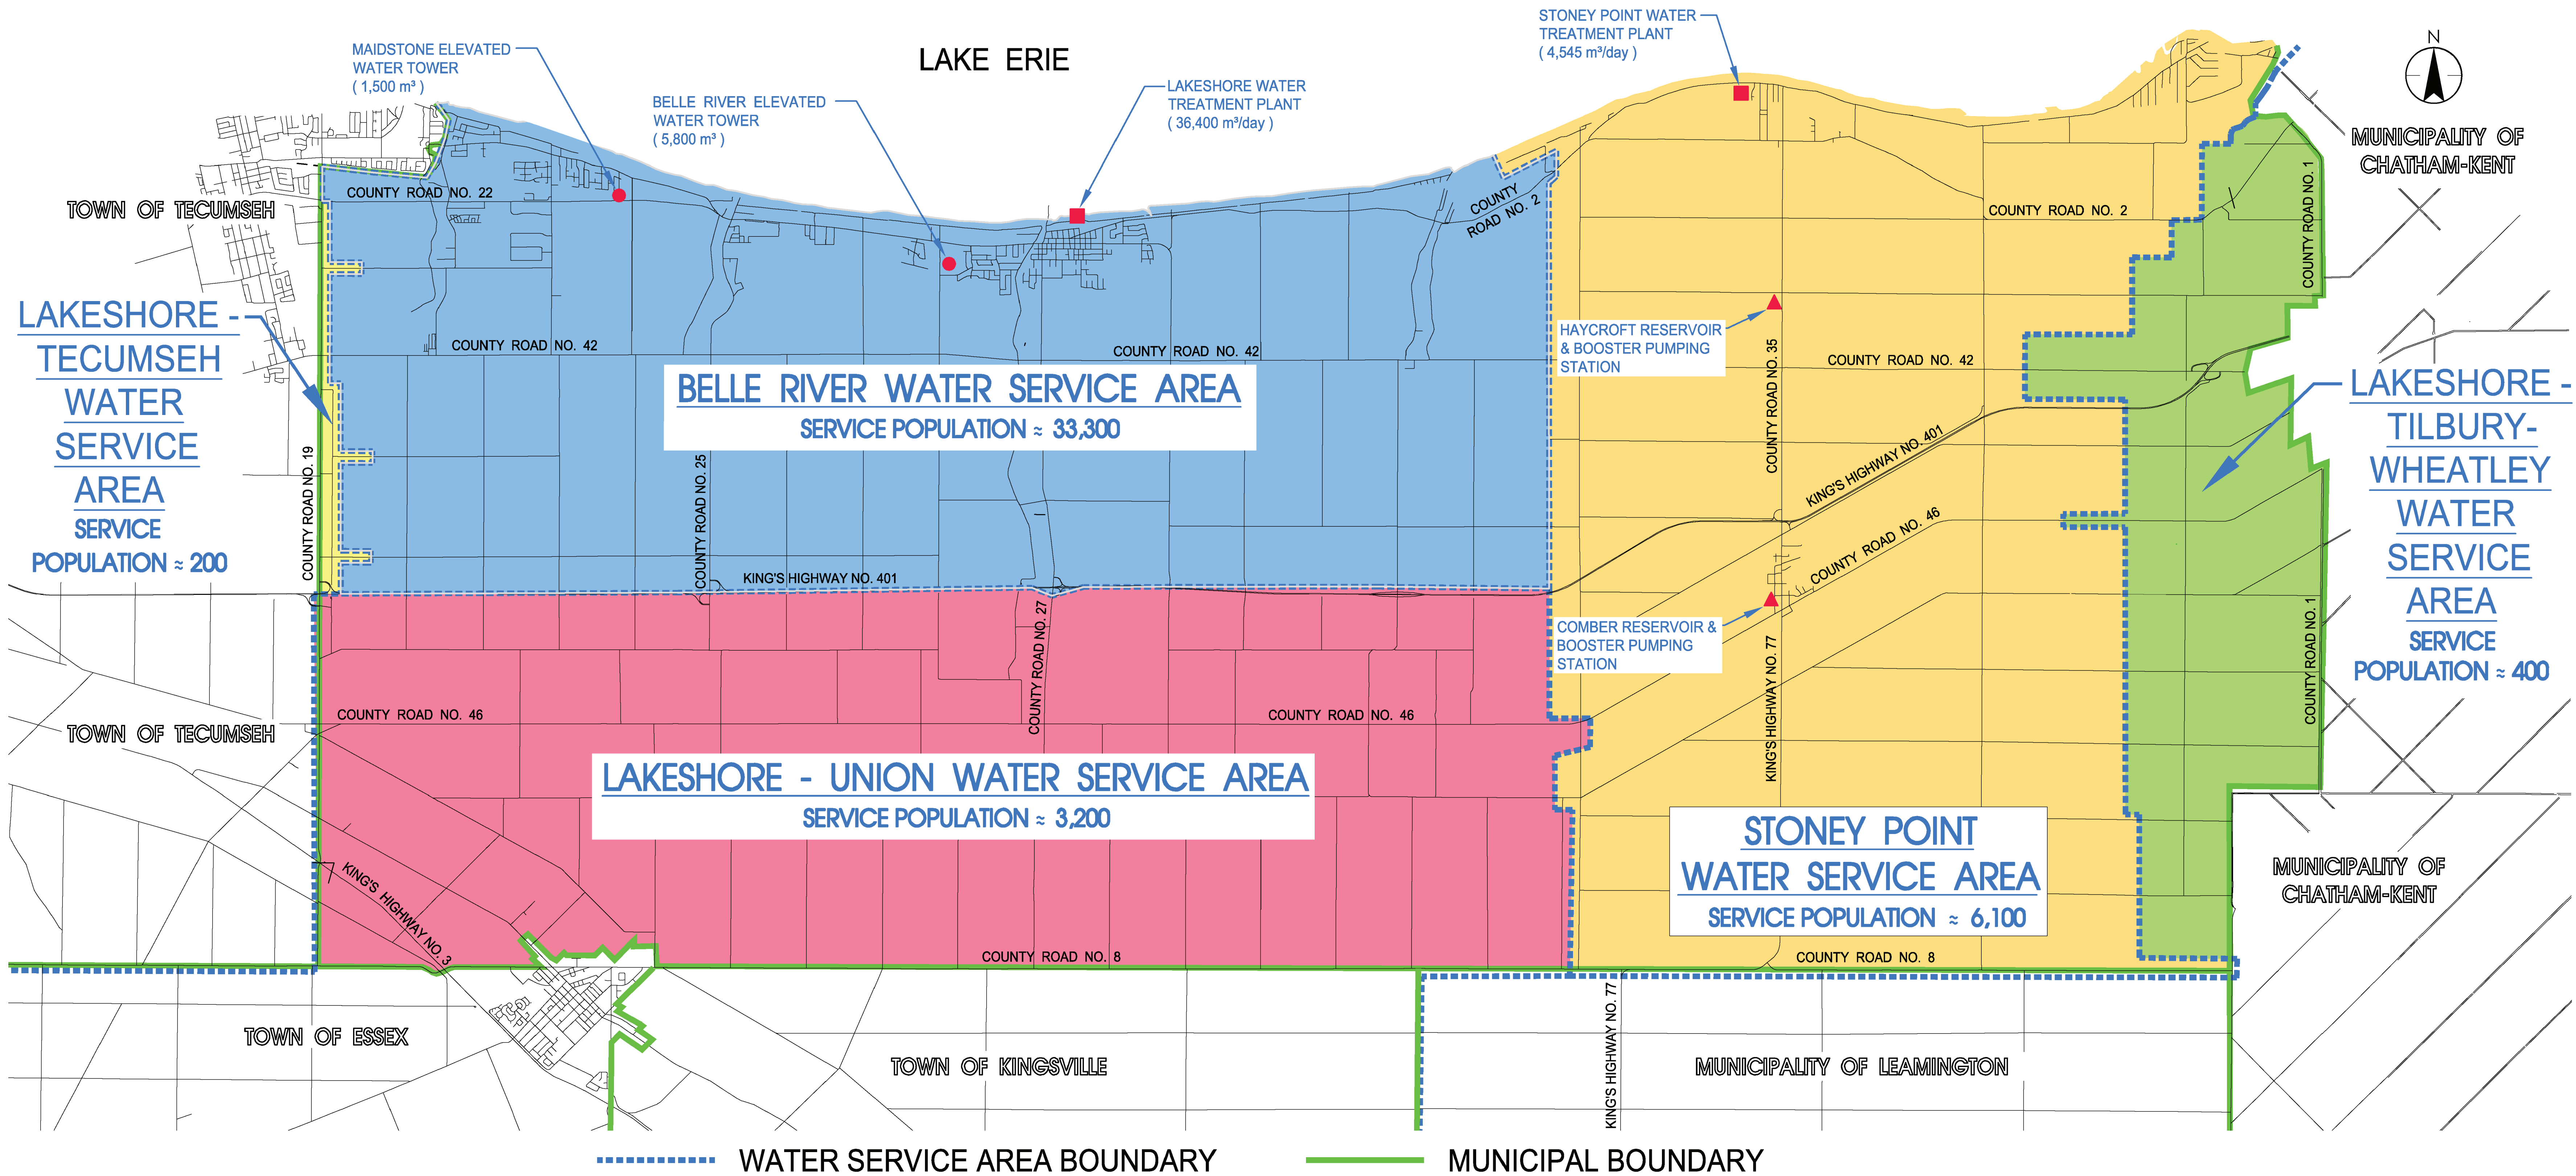 STONEY POINT WATER
TREATMENT PLANT
( 4,545 m³/day )
MAIDSTONE ELEVATED
WATER TOWER
( 1,500 m³ )
LAKE ERIE
BELLE RIVER ELEVATED
WATER TOWER
( 5,800 m³ )
LAKESHORE WATER
TREATMENT PLANT
( 36,400 m³/day )
N
MUNICIPALITY OF
CHATHAM-KENT
TOWN OF TECUMSEH
COUNTY ROAD NO. 22
COUNTY
ROAD NO. 2
COUNTY ROAD NO. 2
COUNTY ROAD NO. 1
LAKESHORE -
TECUMSEH
WATER
SERVICE
AREA
SERVICE
POPULATION ≈ 200
COUNTY ROAD NO. 42
COUNTY ROAD NO. 42
HAYCROFT RESERVOIR
& BOOSTER PUMPING
STATION
COUNTY ROAD NO. 35
COUNTY ROAD NO. 42
BELLE RIVER WATER SERVICE AREA
SERVICE POPULATION ≈ 33,300
LAKESHORE -
TILBURY-
WHEATLEY
WATER
SERVICE
AREA
SERVICE
POPULATION ≈ 400
COUNTY ROAD NO. 19
COUNTY ROAD NO. 25
KING'S HIGHWAY NO. 401
KING'S HIGHWAY NO. 401
COUNTY ROAD NO. 46
COUNTY ROAD NO. 27
COMBER RESERVOIR &
BOOSTER PUMPING
STATION
KING'S HIGHWAY NO. 77
COUNTY ROAD NO. 1
TOWN OF TECUMSEH
COUNTY ROAD NO. 46
COUNTY ROAD NO. 46
LAKESHORE - UNION WATER SERVICE AREA
SERVICE POPULATION ≈ 3,200
STONEY POINT
WATER SERVICE AREA
SERVICE POPULATION ≈ 6,100
MUNICIPALITY OF
CHATHAM-KENT
KING'S HIGHWAY NO. 3
COUNTY ROAD NO. 8
COUNTY ROAD NO. 8
TOWN OF ESSEX
TOWN OF KINGSVILLE
KING'S HIGHWAY NO. 77
MUNICIPALITY OF LEAMINGTON
WATER SERVICE AREA BOUNDARY
MUNICIPAL BOUNDARY